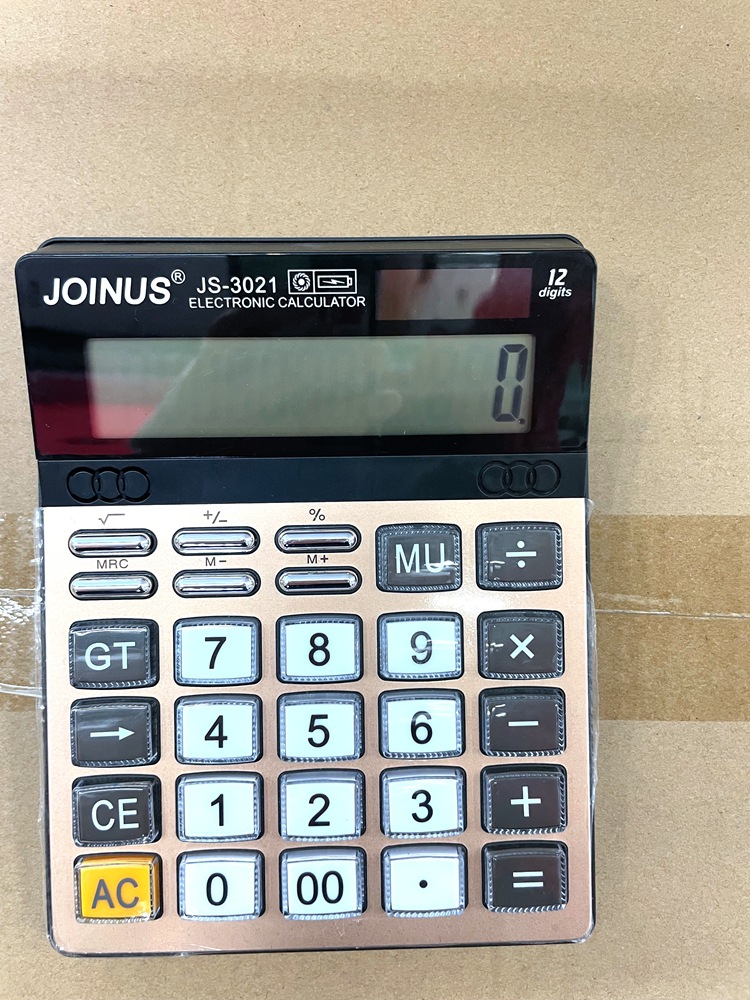 JOINUS® JS-3021
ELECTRONIC CALCULATOR
12
digits
0.
√ +/− %
MRC M− M+
MU ÷
GT 7 8 9 ×
→ 4 5 6 −
CE 1 2 3 +
AC 0 00 · =